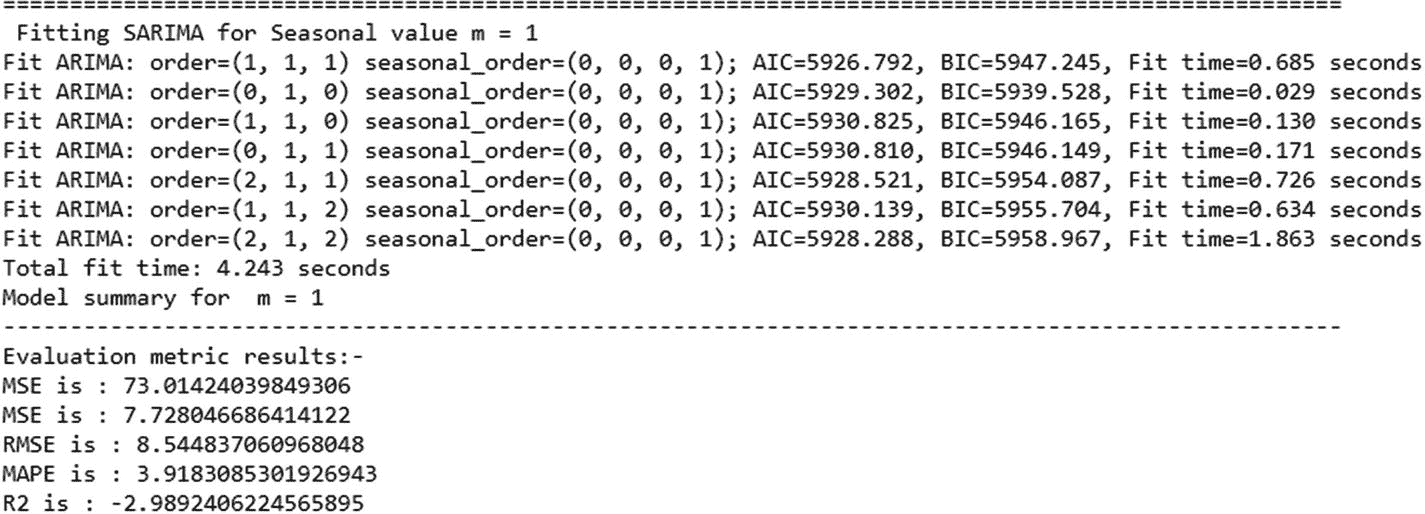 Fitting SARIMA for Seasonal value m = 1
Fit ARIMA: order=(1, 1, 1) seasonal_order=(0, 0, 0, 1); AIC=5926.792, BIC=5947.245, Fit time=0.685 seconds
Fit ARIMA: order=(0, 1, 0) seasonal_order=(0, 0, 0, 1); AIC=5929.302, BIC=5939.528, Fit time=0.029 seconds
Fit ARIMA: order=(1, 1, 0) seasonal_order=(0, 0, 0, 1); AIC=5930.825, BIC=5946.165, Fit time=0.130 seconds
Fit ARIMA: order=(0, 1, 1) seasonal_order=(0, 0, 0, 1); AIC=5930.810, BIC=5946.149, Fit time=0.171 seconds
Fit ARIMA: order=(2, 1, 1) seasonal_order=(0, 0, 0, 1); AIC=5928.521, BIC=5954.087, Fit time=0.726 seconds
Fit ARIMA: order=(1, 1, 2) seasonal_order=(0, 0, 0, 1); AIC=5930.139, BIC=5955.704, Fit time=0.634 seconds
Fit ARIMA: order=(2, 1, 2) seasonal_order=(0, 0, 0, 1); AIC=5928.288, BIC=5958.967, Fit time=1.863 seconds
Total fit time: 4.243 seconds
Model summary for  m = 1
----------------------------------------------------------------------------------------------------
Evaluation metric results:-
MSE is : 73.01424039849306
MSE is : 7.728046686414122
RMSE is : 8.544837060968048
MAPE is : 3.9183085301926943
R2 is : -2.9892406224565895